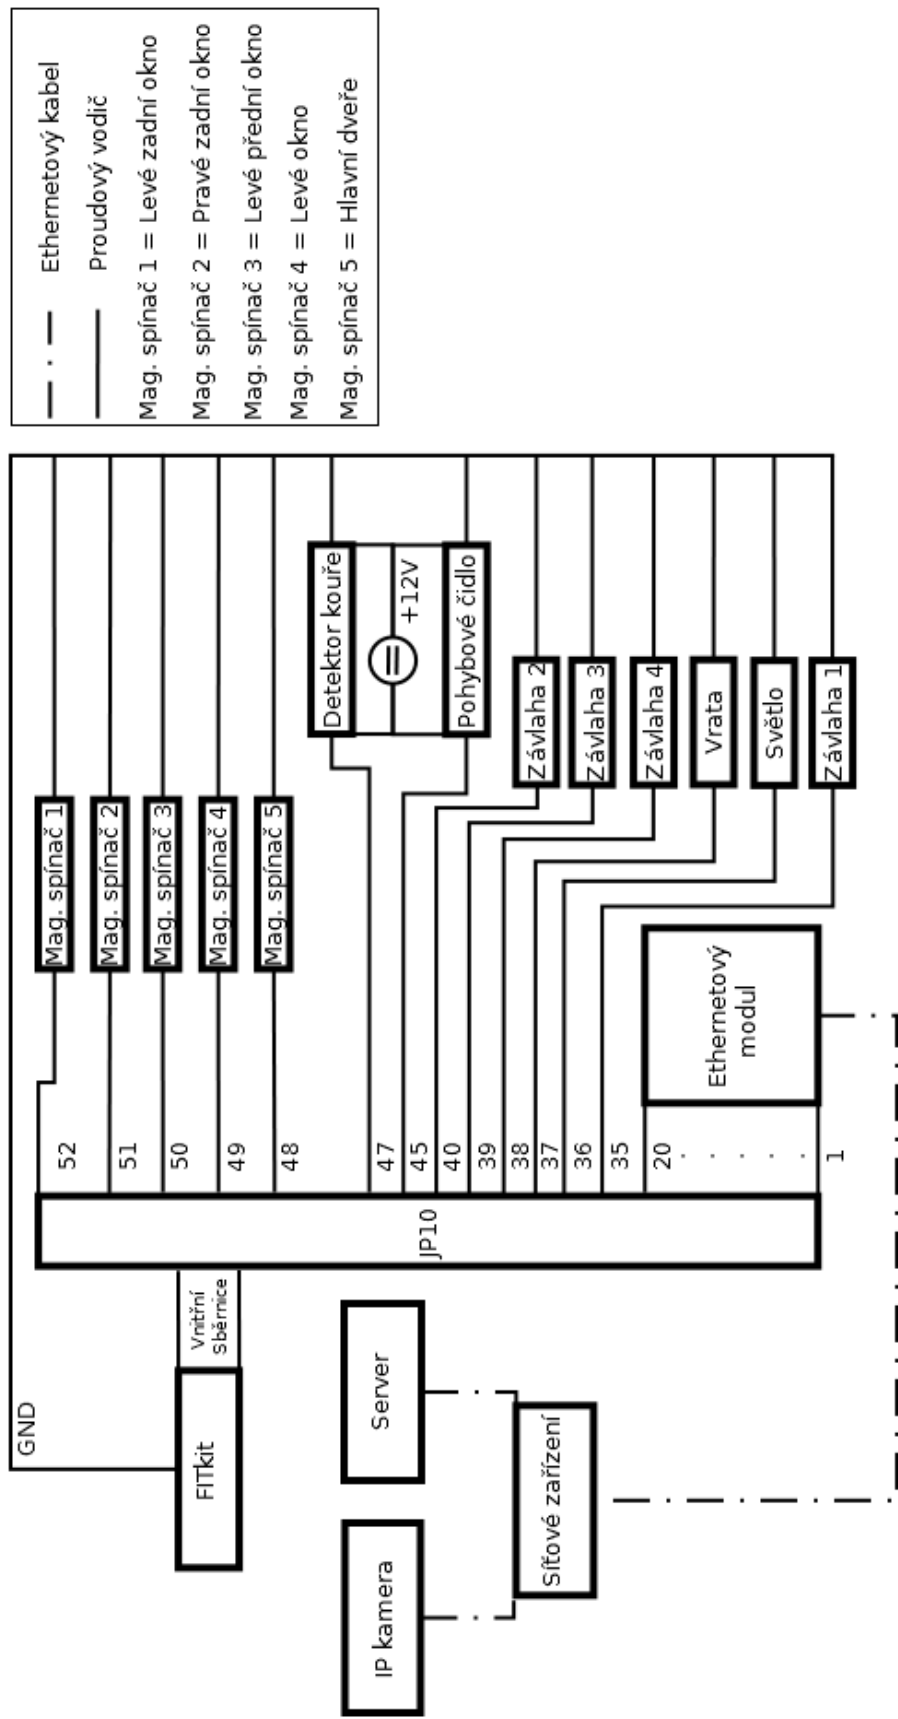 Ethernetový kabel
Proudový vodič
Mag. spínač 1 = Levé zadní okno
Mag. spínač 2 = Pravé zadní okno
Mag. spínač 3 = Levé přední okno
Mag. spínač 4 = Levé okno
Mag. spínač 5 = Hlavní dveře
GND
FITkit
Vnitřní
Sběrnice
JP10
52
51
50
49
48
47
45
40
39
38
37
36
35
20
1
Mag. spínač 1
Mag. spínač 2
Mag. spínač 3
Mag. spínač 4
Mag. spínač 5
Detektor kouře
+12V
Pohybové čidlo
Závlaha 2
Závlaha 3
Závlaha 4
Vrata
Světlo
Závlaha 1
Ethernetový
modul
Server
IP kamera
Síťové zařízení